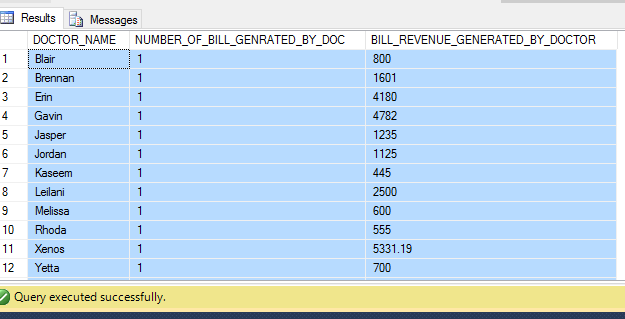 Results Messages
DOCTOR_NAME NUMBER_OF_BILL_GENRATED_BY_DOC BILL_REVENUE_GENERATED_BY_DOCTOR
1 Blair 1 800
2 Brennan 1 1601
3 Erin 1 4180
4 Gavin 1 4782
5 Jasper 1 1235
6 Jordan 1 1125
7 Kaseem 1 445
8 Leilani 1 2500
9 Melissa 1 600
10 Rhoda 1 555
11 Xenos 1 5331.19
12 Yetta 1 700
Query executed successfully.